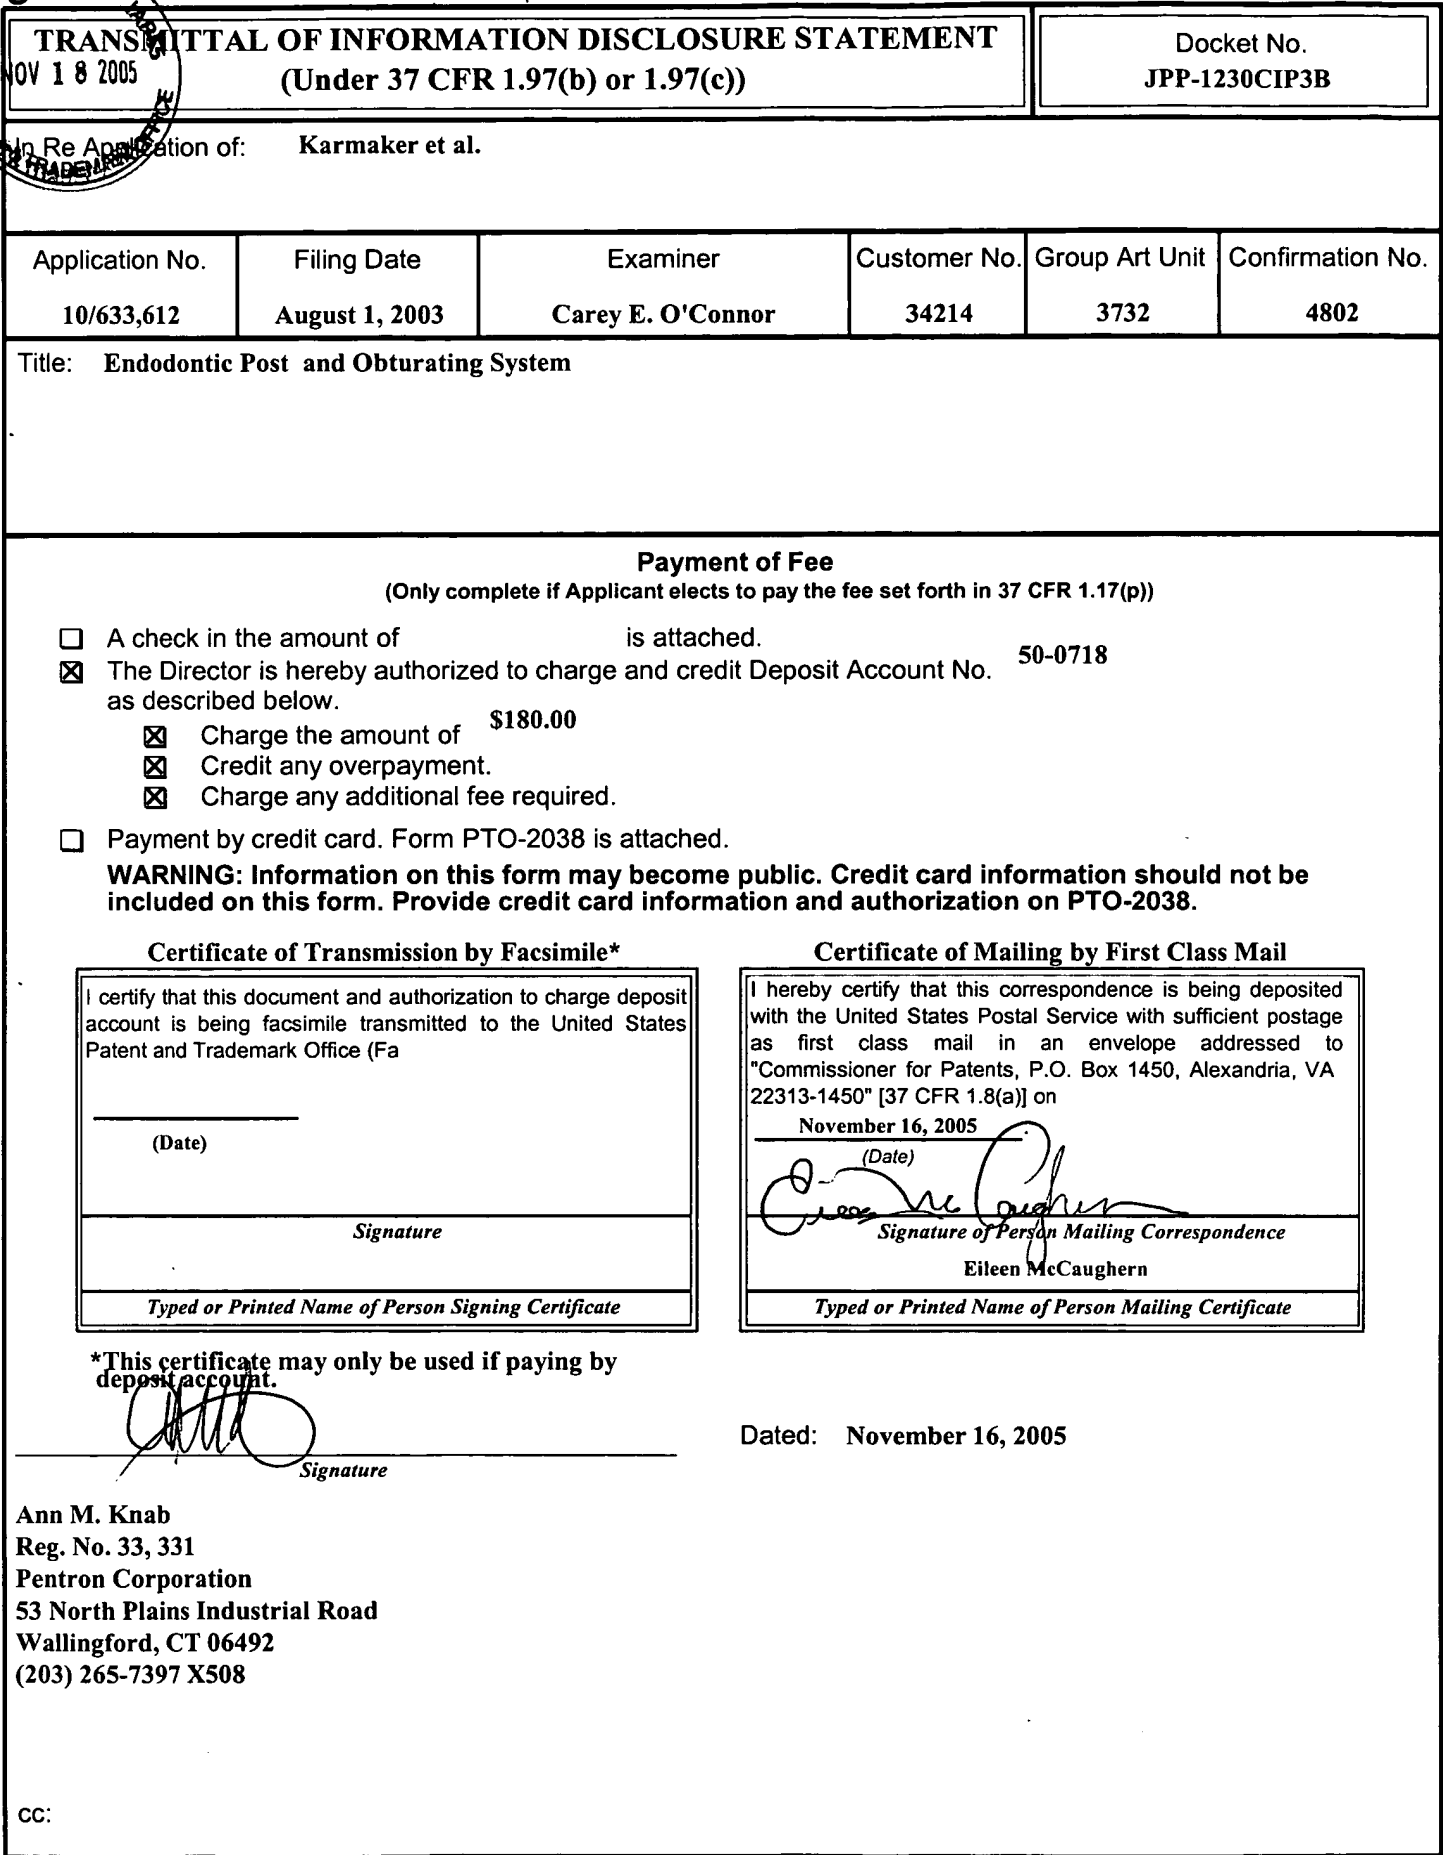 TRANSMITTAL OF INFORMATION DISCLOSURE STATEMENT
(Under 37 CFR 1.97(b) or 1.97(c))
Docket No.
JPP-1230CIP3B
NOV 18 2005
TRADEMARK OFFICE
In Re Application of: Karmaker et al.
Application No. Filing Date Examiner Customer No. Group Art Unit Confirmation No.
10/633,612 August 1, 2003 Carey E. O'Connor 34214 3732 4802
Title: Endodontic Post and Obturating System
Payment of Fee
(Only complete if Applicant elects to pay the fee set forth in 37 CFR 1.17(p))
☐ A check in the amount of is attached.
☒ The Director is hereby authorized to charge and credit Deposit Account No. 50-0718
as described below.
☒ Charge the amount of $180.00
☒ Credit any overpayment.
☒ Charge any additional fee required.
☐ Payment by credit card. Form PTO-2038 is attached.
WARNING: Information on this form may become public. Credit card information should not be
included on this form. Provide credit card information and authorization on PTO-2038.
Certificate of Transmission by Facsimile*
I certify that this document and authorization to charge deposit
account is being facsimile transmitted to the United States
Patent and Trademark Office (Fa
(Date)
Signature
Typed or Printed Name of Person Signing Certificate
Certificate of Mailing by First Class Mail
I hereby certify that this correspondence is being deposited
with the United States Postal Service with sufficient postage
as first class mail in an envelope addressed to
"Commissioner for Patents, P.O. Box 1450, Alexandria, VA
22313-1450" [37 CFR 1.8(a)] on
November 16, 2005
(Date)
Eileen McCaughern
Signature of Person Mailing Correspondence
Eileen McCaughern
Typed or Printed Name of Person Mailing Certificate
*This certificate may only be used if paying by
deposit account.
Signature
Dated: November 16, 2005
Ann M. Knab
Reg. No. 33, 331
Pentron Corporation
53 North Plains Industrial Road
Wallingford, CT 06492
(203) 265-7397 X508
cc: